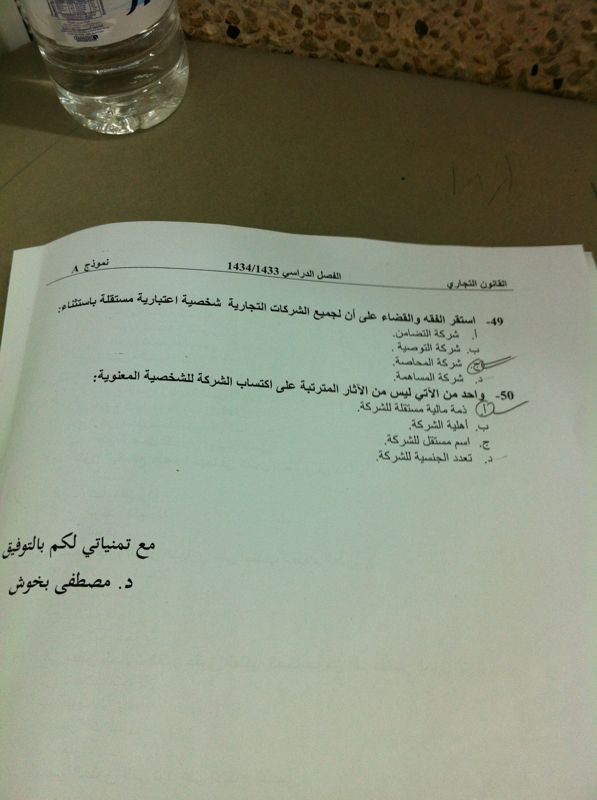 القانون التجاري
الفصل الدراسي 1434/1433
نموذج A
49- استقر الفقه والقضاء على أن لجميع الشركات التجارية شخصية اعتبارية مستقلة باستثناء:
أ. شركة التضامن.
ب. شركة التوصية .
ج. شركة المحاصة.
د. شركة المساهمة.
50- واحد من الآتي ليس من الآثار المترتبة على اكتساب الشركة للشخصية المعنوية:
أ. ذمة مالية مستقلة للشركة.
ب. أهلية الشركة.
ج. اسم مستقل للشركة.
د. تعدد الجنسية للشركة.
مع تمنياتي لكم بالتوفيق
د. مصطفى بخوش